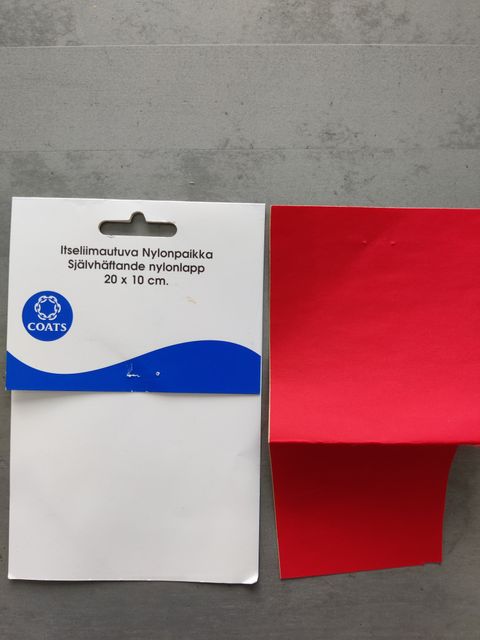 Itseliimautuva Nylonpaikka
Självhäftande nylonlapp
20 x 10 cm.
COATS